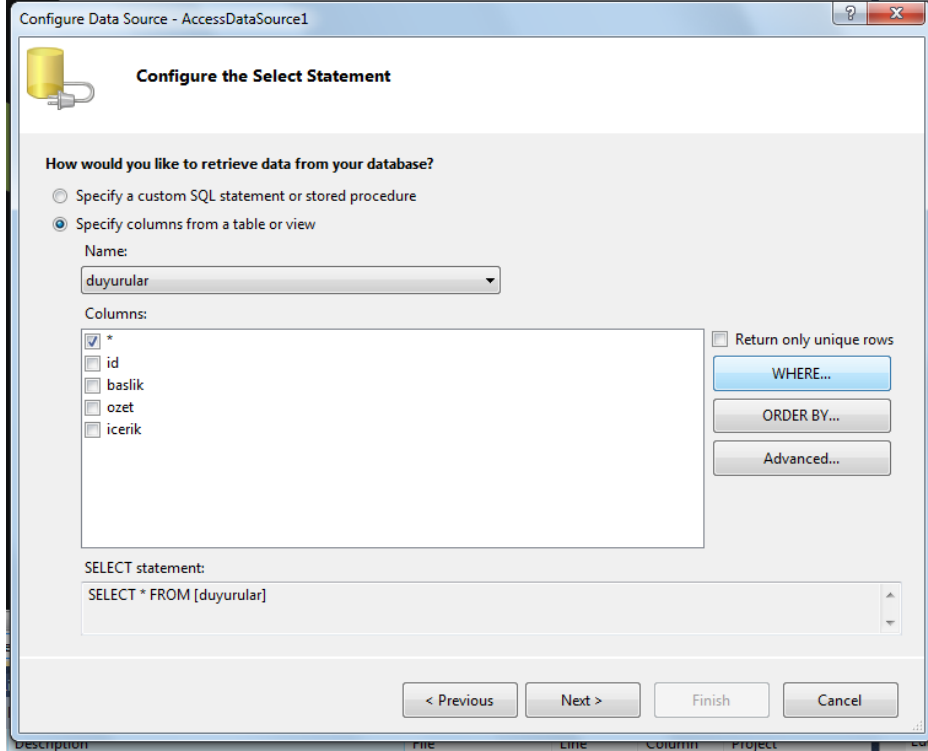 Configure Data Source - AccessDataSource1
?
Configure the Select Statement
How would you like to retrieve data from your database?
Specify a custom SQL statement or stored procedure
Specify columns from a table or view
Name:
duyurular
Columns:
*
Return only unique rows
id
WHERE...
baslik
ozet
ORDER BY...
icerik
Advanced...
SELECT statement:
SELECT * FROM [duyurular]
< Previous Next > Finish Cancel
Description File Line Column Project